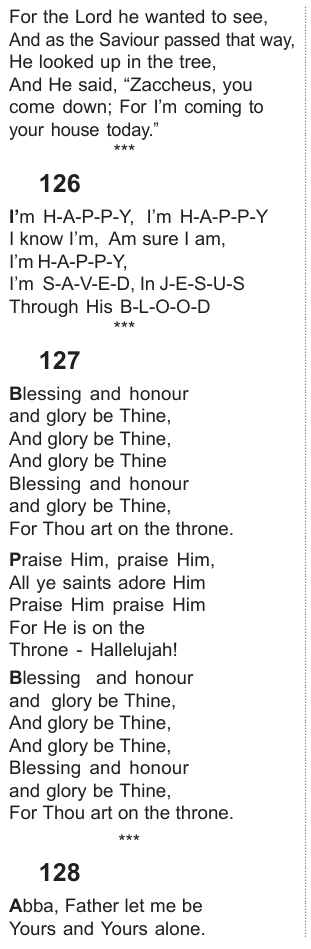 For the Lord he wanted to see,
And as the Saviour passed that way,
He looked up in the tree,
And He said, “Zaccheus, you
come down; For I’m coming to
your house today.”
***
126
I’m H-A-P-P-Y, I’m H-A-P-P-Y
I know I’m, Am sure I am,
I’m H-A-P-P-Y,
I’m S-A-V-E-D, In J-E-S-U-S
Through His B-L-O-O-D
***
127
Blessing and honour
and glory be Thine,
And glory be Thine,
And glory be Thine
Blessing and honour
and glory be Thine,
For Thou art on the throne.
Praise Him, praise Him,
All ye saints adore Him
Praise Him praise Him
For He is on the
Throne - Hallelujah!
Blessing and honour
and glory be Thine,
And glory be Thine,
And glory be Thine,
Blessing and honour
and glory be Thine,
For Thou art on the throne.
***
128
Abba, Father let me be
Yours and Yours alone.